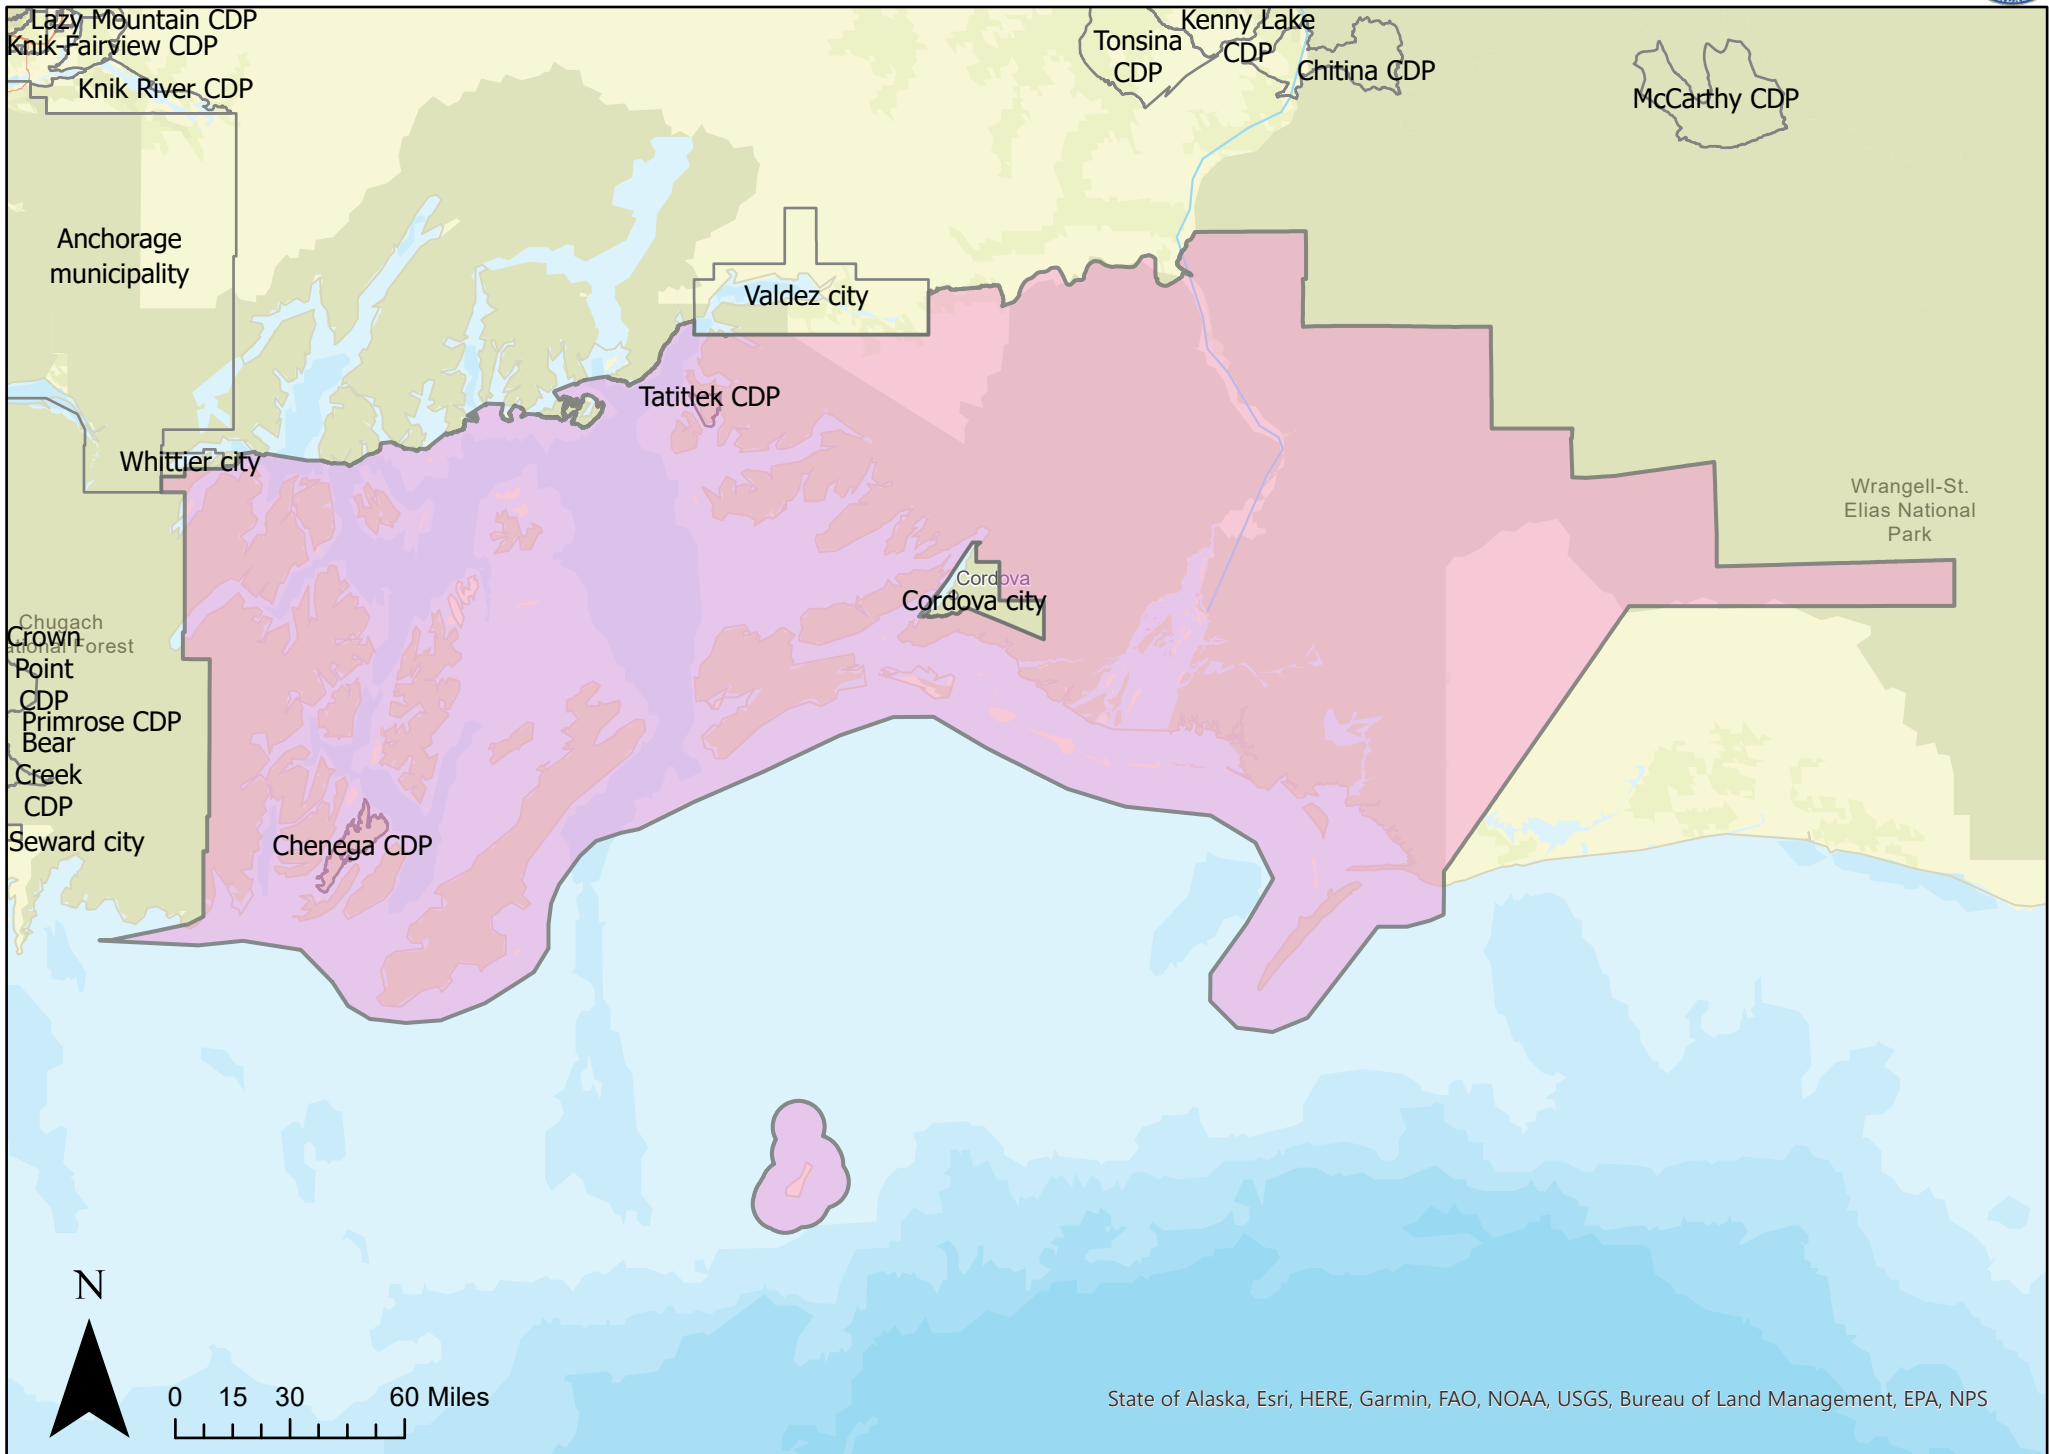 Lazy Mountain CDP
Knik-Fairview CDP
Knik River CDP
Kenny Lake
CDP
Tonsina
CDP
Chitina CDP
McCarthy CDP
Anchorage
municipality
Valdez city
Tatitlek CDP
Whittier city
Wrangell-St.
Elias National
Park
Cordova
Cordova city
Chugach
ational Forest
Crown
Point
CDP
Primrose CDP
Bear
Creek
CDP
Seward city
Chenega CDP
N
0 15 30 60 Miles
State of Alaska, Esri, HERE, Garmin, FAO, NOAA, USGS, Bureau of Land Management, EPA, NPS